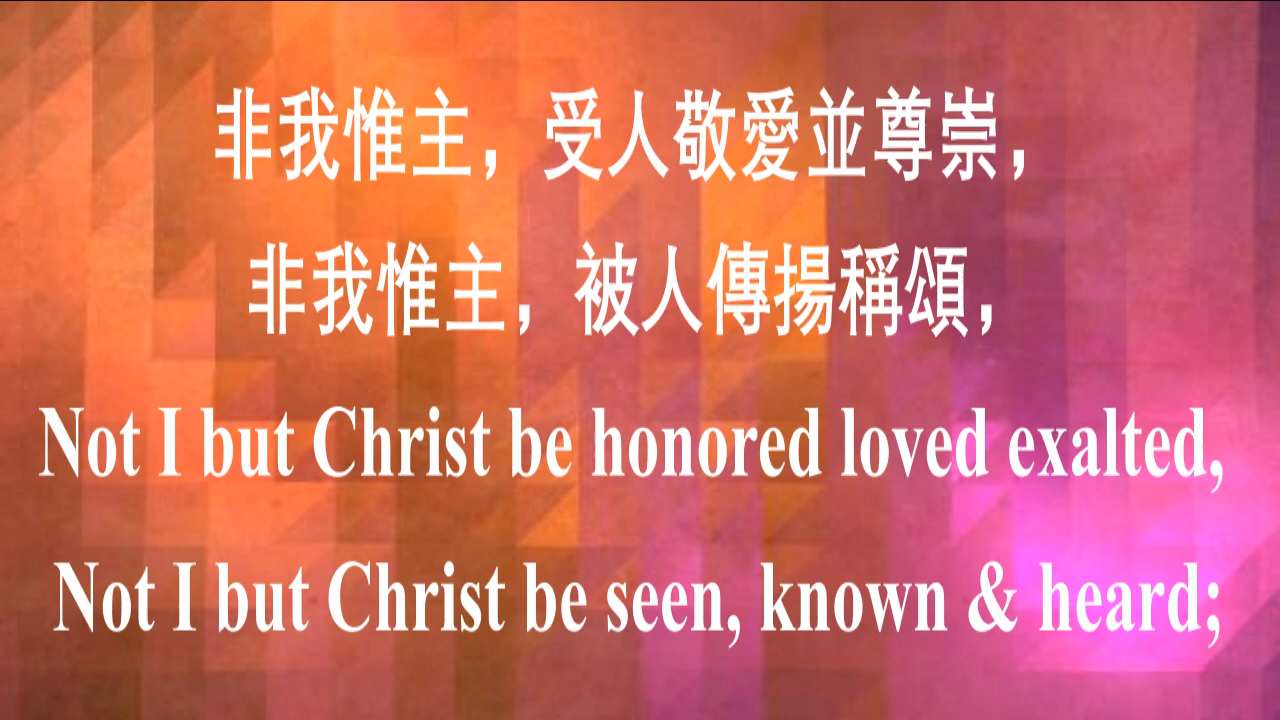 非我惟主，受人敬愛並尊崇，
非我惟主，被人傳揚稱頌，
Not I but Christ be honored loved exalted,
Not I but Christ be seen, known & heard;